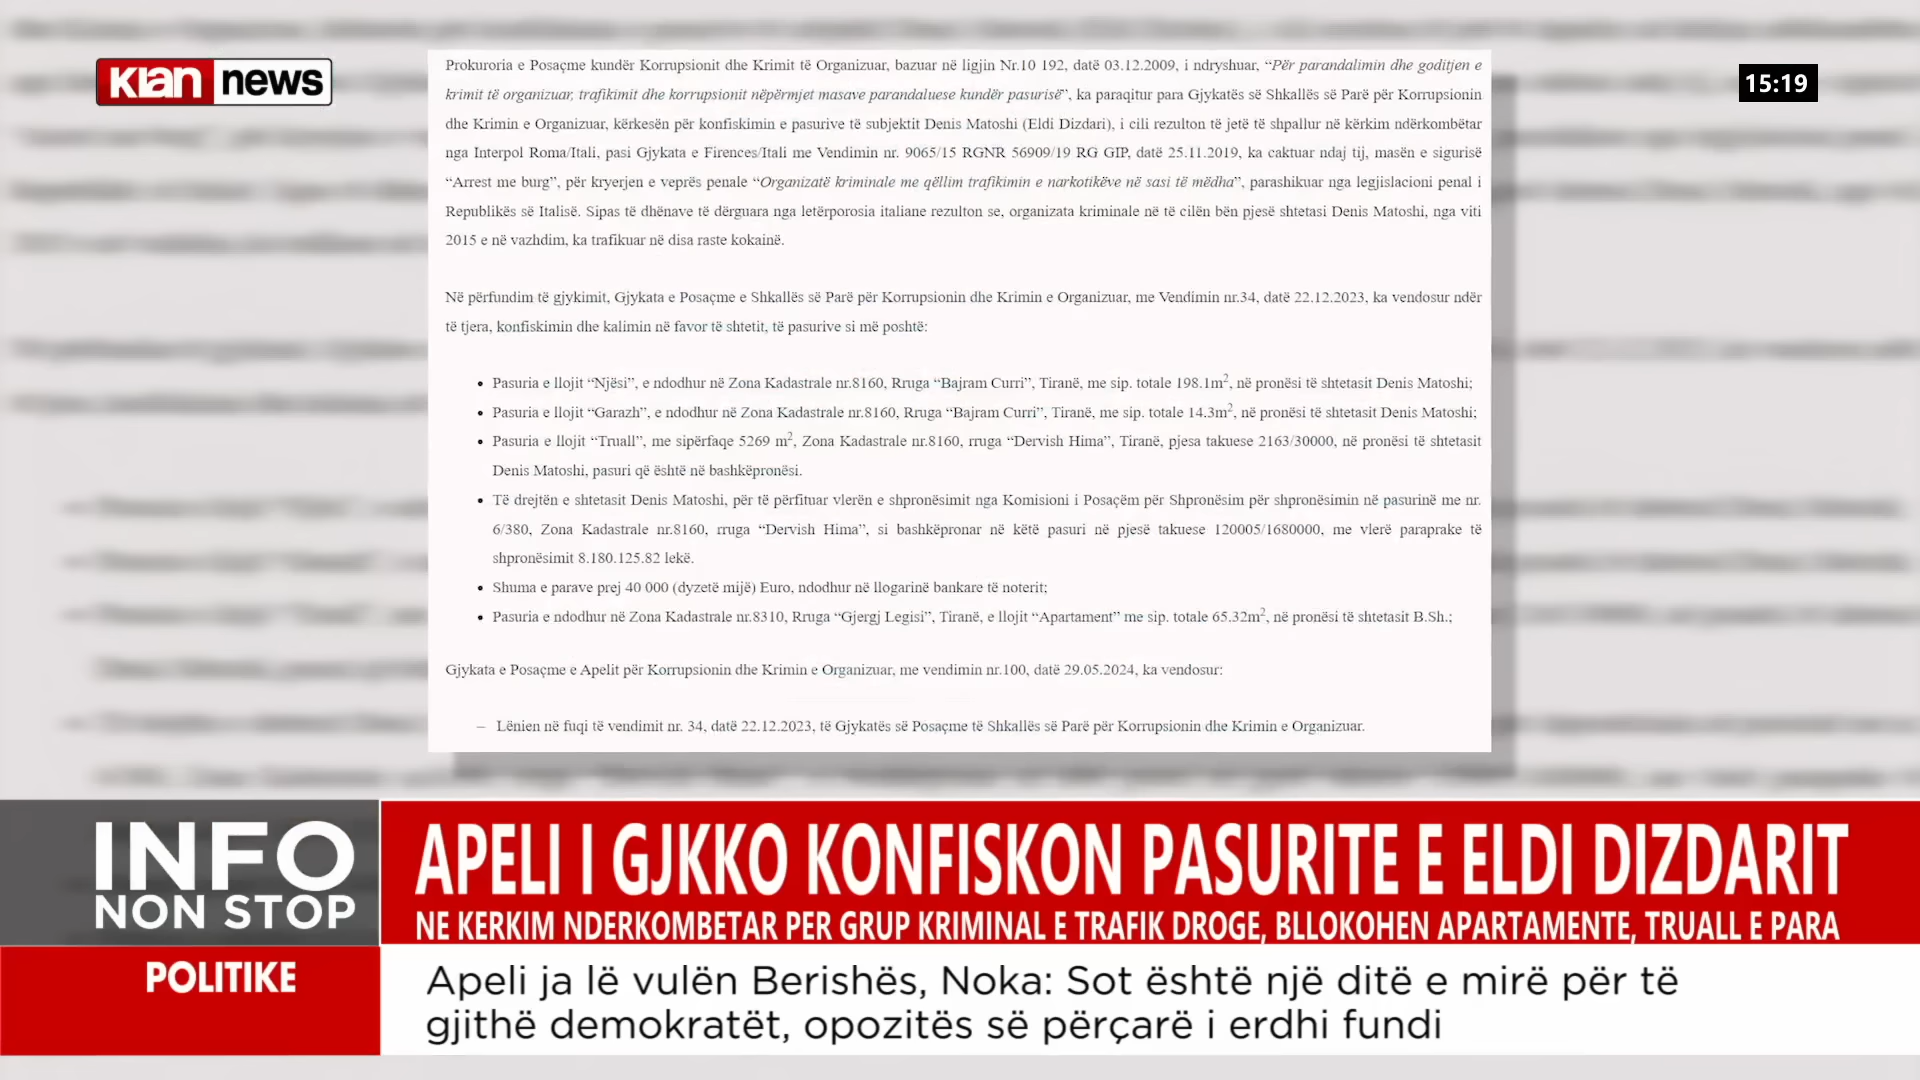 klan news
15:19
Prokuroria e Posaçme kundër Korrupsionit dhe Krimit të Organizuar, bazuar në ligjin Nr.10 192, datë 03.12.2009, i ndryshuar, “Për parandalimin dhe goditjen e
krimit të organizuar, trafikimit dhe korrupsionit nëpërmjet masave parandaluese kundër pasurisë”, ka paraqitur para Gjykatës së Shkallës së Parë për Korrupsionin
dhe Krimin e Organizuar, kërkesën për konfiskimin e pasurive të subjektit Denis Matoshi (Eldi Dizdari), i cili rezulton të jetë të shpallur në kërkim ndërkombëtar
nga Interpol Roma/Itali, pasi Gjykata e Firences/Itali me Vendimin nr. 9065/15 RGNR 56909/19 RG GIP, datë 25.11.2019, ka caktuar ndaj tij, masën e sigurisë
“Arrest me burg”, për kryerjen e veprës penale “Organizatë kriminale me qëllim trafikimin e narkotikëve në sasi të mëdha”, parashikuar nga legjislacioni penal i
Republikës së Italisë. Sipas të dhënave të dërguara nga letërporosia italiane rezulton se, organizata kriminale në të cilën bën pjesë shtetasi Denis Matoshi, nga viti
2015 e në vazhdim, ka trafikuar në disa raste kokainë.
Në përfundim të gjykimit, Gjykata e Posaçme e Shkallës së Parë për Korrupsionin dhe Krimin e Organizuar, me Vendimin nr.34, datë 22.12.2023, ka vendosur ndër
të tjera, konfiskimin dhe kalimin në favor të shtetit, të pasurive si më poshtë:
• Pasuria e llojit “Njësi”, e ndodhur në Zona Kadastrale nr.8160, Rruga “Bajram Curri”, Tiranë, me sip. totale 198.1m², në pronësi të shtetasit Denis Matoshi;
• Pasuria e llojit “Garazh”, e ndodhur në Zona Kadastrale nr.8160, Rruga “Bajram Curri”, Tiranë, me sip. totale 14.3m², në pronësi të shtetasit Denis Matoshi;
• Pasuria e llojit “Truall”, me sipërfaqe 5269 m², Zona Kadastrale nr.8160, rruga “Dervish Hima”, Tiranë, pjesa takuese 2163/30000, në pronësi të shtetasit
Denis Matoshi, pasuri që është në bashkëpronësi.
• Të drejtën e shtetasit Denis Matoshi, për të përfituar vlerën e shpronësimit nga Komisioni i Posaçëm për Shpronësim për shpronësimin në pasurinë me nr.
6/380, Zona Kadastrale nr.8160, rruga “Dervish Hima”, si bashkëpronar në këtë pasuri në pjesë takuese 120005/1680000, me vlerë paraprake të
shpronësimit 8.180.125.82 lekë.
• Shuma e parave prej 40 000 (dyzetë mijë) Euro, ndodhur në llogarinë bankare të noterit;
• Pasuria e ndodhur në Zona Kadastrale nr.8310, Rruga “Gjergj Legisi”, Tiranë, e llojit “Apartament” me sip. totale 65.32m², në pronësi të shtetasit B.Sh.;
Gjykata e Posaçme e Apelit për Korrupsionin dhe Krimin e Organizuar, me vendimin nr.100, datë 29.05.2024, ka vendosur:
– Lënien në fuqi të vendimit nr. 34, datë 22.12.2023, të Gjykatës së Posaçme të Shkallës së Parë për Korrupsionin dhe Krimin e Organizuar.
INFO
NON STOP
APELI I GJKKO KONFISKON PASURITE E ELDI DIZDARIT
NE KERKIM NDERKOMBETAR PER GRUP KRIMINAL E TRAFIK DROGE, BLLOKOHEN APARTAMENTE, TRUALL E PARA
POLITIKE
Apeli ja lë vulën Berishës, Noka: Sot është një ditë e mirë për të
gjithë demokratët, opozitës së përçarë i erdhi fundi